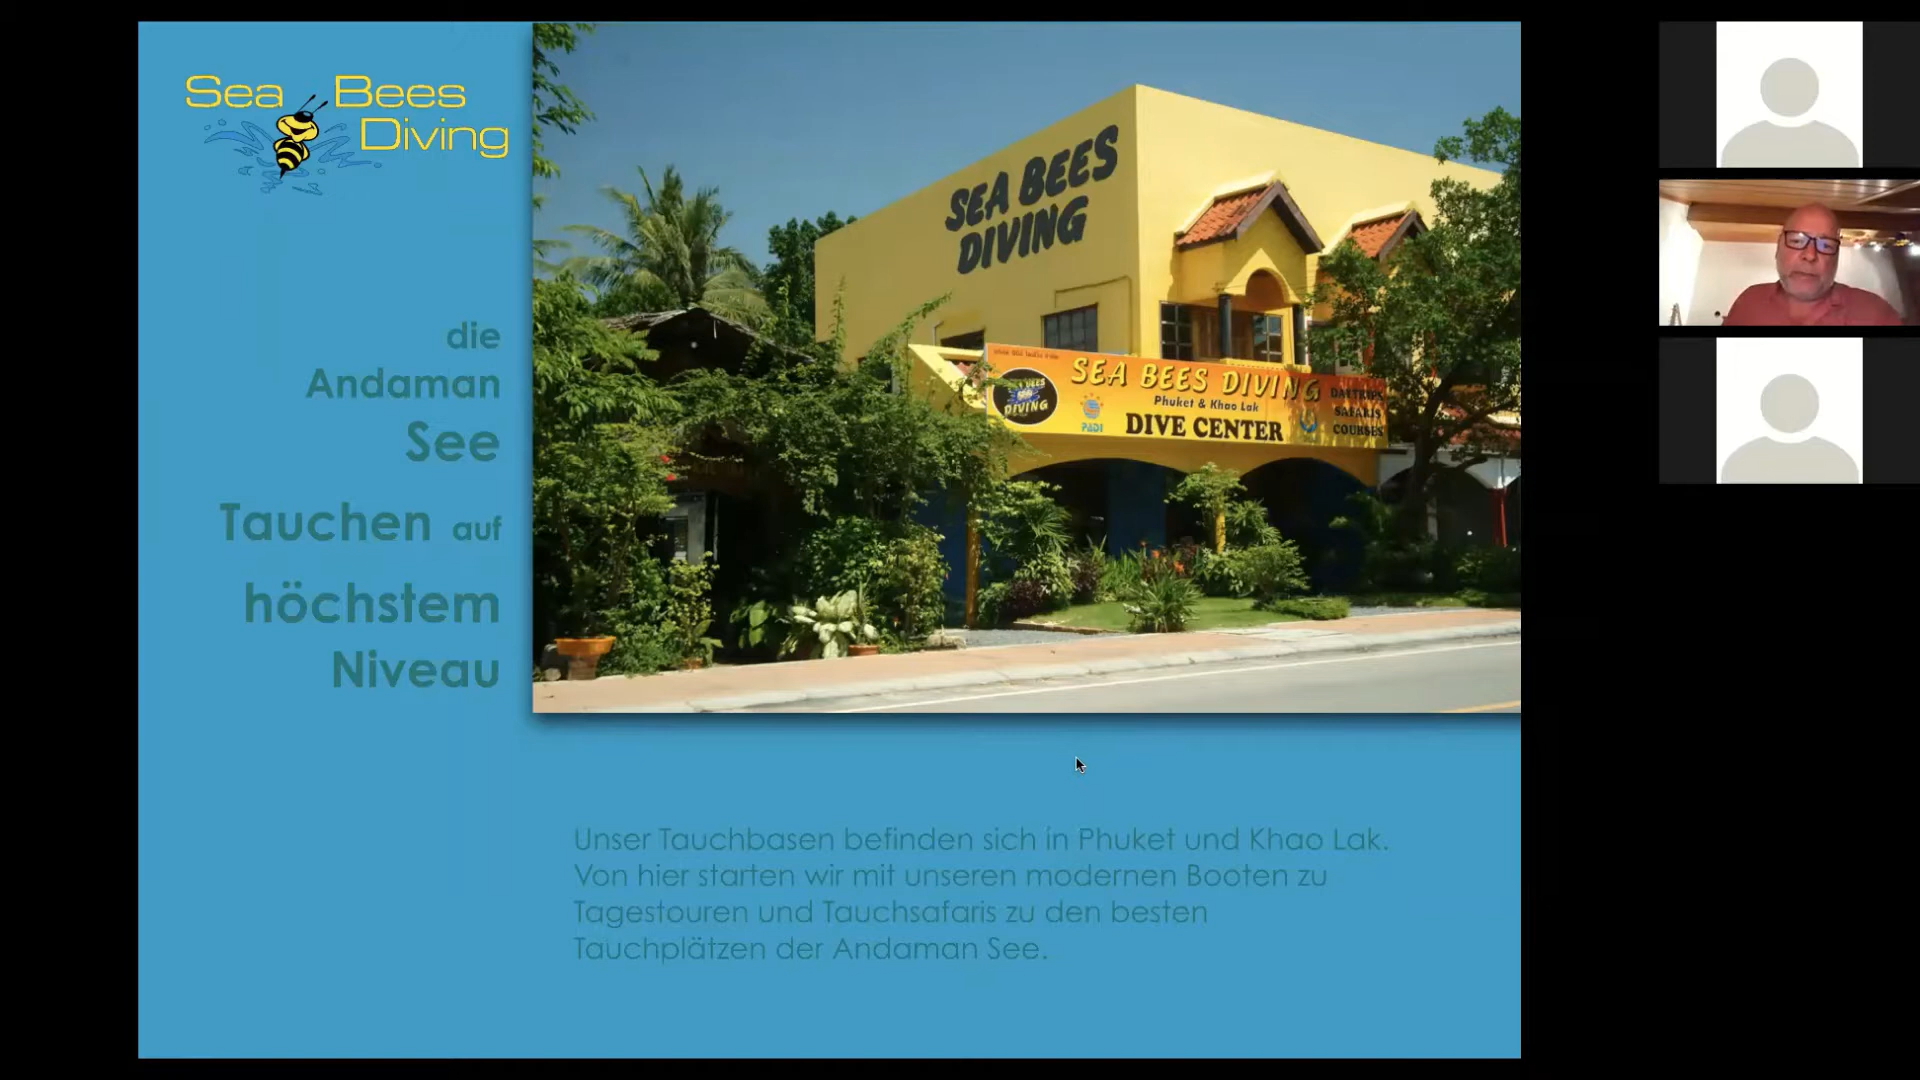 Sea Bees
Diving
die
Andaman
See
Tauchen auf
höchstem
Niveau
SEA BEES
DIVING
SEA BEES DIVING
Phuket & Khao Lak
DIVE CENTER
PADI
DIVING
DAYTRIPS
SAFARIS
COURSES
Unser Tauchbasen befinden sich in Phuket und Khao Lak.
Von hier starten wir mit unseren modernen Booten zu
Tagestouren und Tauchsafaris zu den besten
Tauchplätzen der Andaman See.